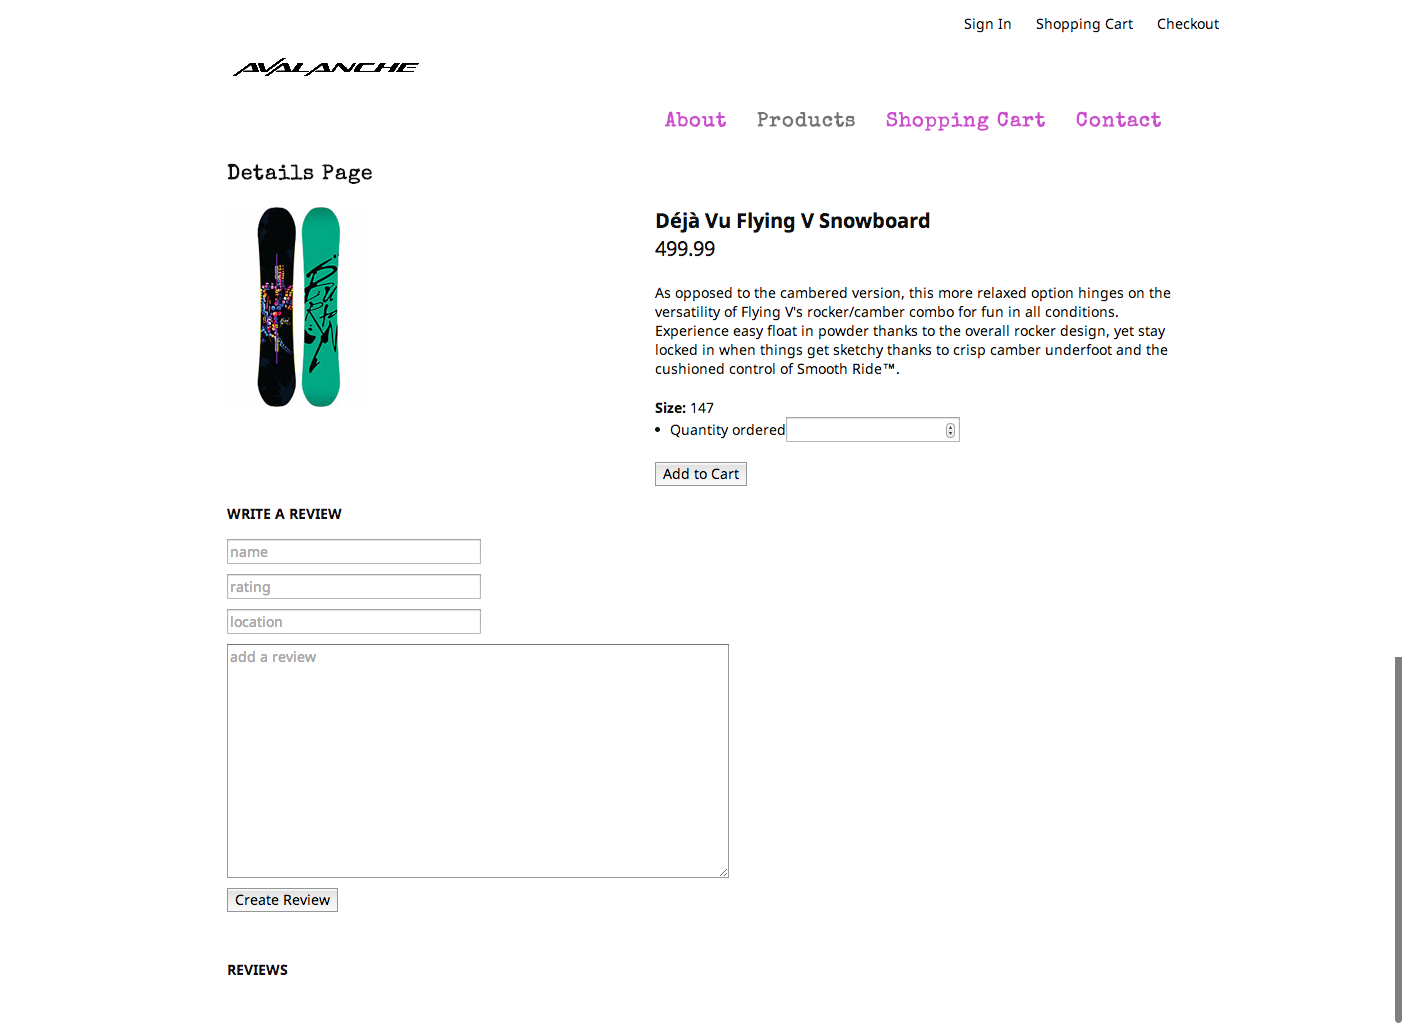 Sign In Shopping Cart Checkout
AVALANCHE
About Products Shopping Cart Contact
Details Page
Déjà Vu Flying V Snowboard
499.99
As opposed to the cambered version, this more relaxed option hinges on the
versatility of Flying V's rocker/camber combo for fun in all conditions.
Experience easy float in powder thanks to the overall rocker design, yet stay
locked in when things get sketchy thanks to crisp camber underfoot and the
cushioned control of Smooth Ride™.
Size: 147
• Quantity ordered
Add to Cart
WRITE A REVIEW
name
rating
location
add a review
Create Review
REVIEWS